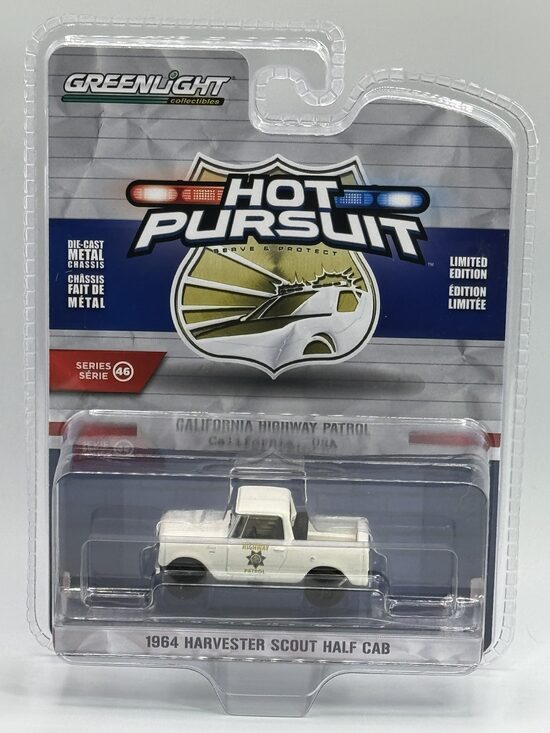 GREENLiGHT
collectibles
HOT
PURSUIT
SERVE & PROTECT
DIE-CAST
METAL
CHASSIS
CHÂSSIS
FAIT DE
MÉTAL
LIMITED
EDITION
ÉDITION
LIMITÉE
SERIES
SÉRIE 46
CALIFORNIA HIGHWAY PATROL
California, USA
HIGHWAY
PATROL
1964 HARVESTER SCOUT HALF CAB